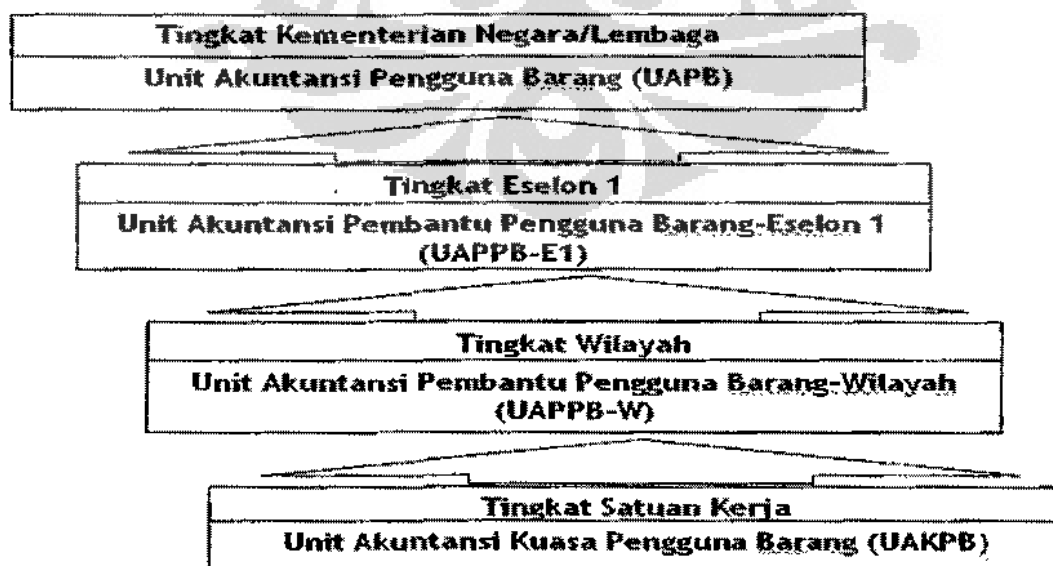 Tingkat Kementerian Negara/Lembaga
Unit Akuntansi Pengguna Barang (UAPB)
Tingkat Eselon 1
Unit Akuntansi Pembantu Pengguna Barang-Eselon 1
(UAPPB-E1)
Tingkat Wilayah
Unit Akuntansi Pembantu Pengguna Barang-Wilayah
(UAPPB-W)
Tingkat Satuan Kerja
Unit Akuntansi Kuasa Pengguna Barang (UAKPB)